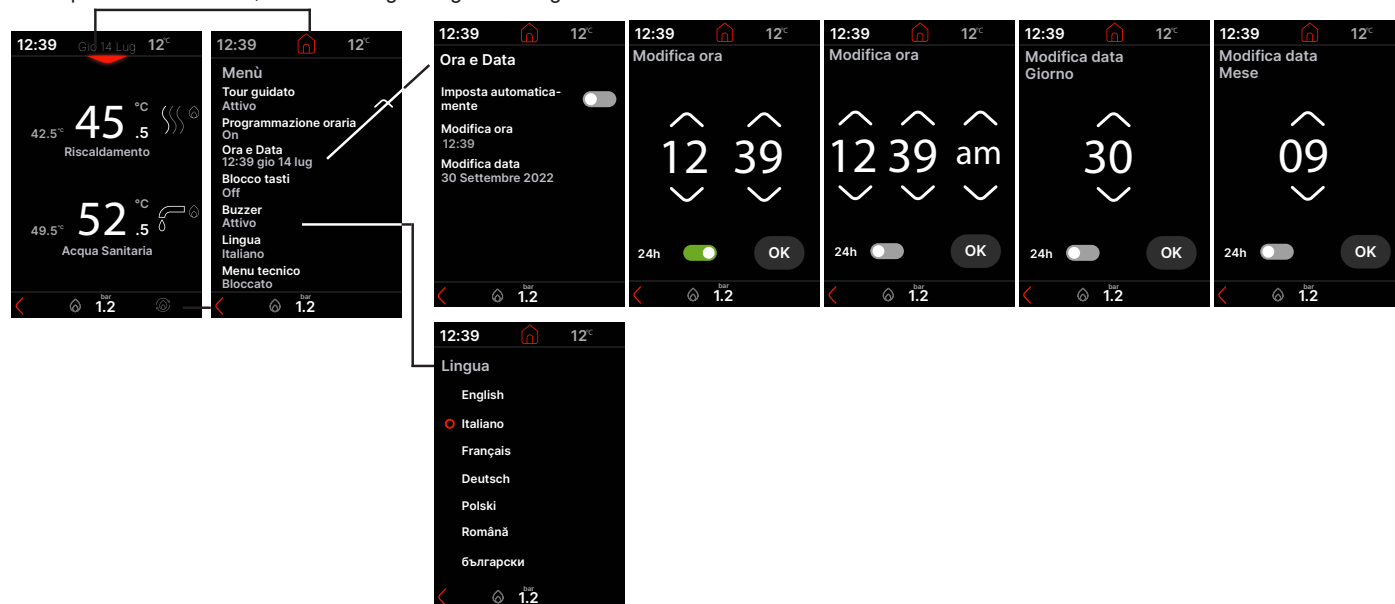 12:39 Gio 14 Lug 12°C
42.5° 45.5 °C
Riscaldamento
49.5° 52.5 °C
Acqua Sanitaria
bar
1.2
12:39 12°C
Menù
Tour guidato
Attivo
Programmazione oraria
On
Ora e Data
12:39 gio 14 lug
Blocco tasti
Off
Buzzer
Attivo
Lingua
Italiano
Menu tecnico
Bloccato
bar
1.2
12:39 12°C
Ora e Data
Imposta automatica-
mente
Modifica ora
12:39
Modifica data
30 Settembre 2022
bar
1.2
12:39 12°C
Modifica ora
12 39
24h OK
bar
1.2
12:39 12°C
Modifica ora
12 39 am
24h OK
bar
1.2
12:39 12°C
Modifica data
Giorno
30
24h OK
bar
1.2
12:39 12°C
Modifica data
Mese
09
24h OK
bar
1.2
12:39 12°C
Lingua
English
Italiano
Français
Deutsch
Polski
Română
български
bar
1.2